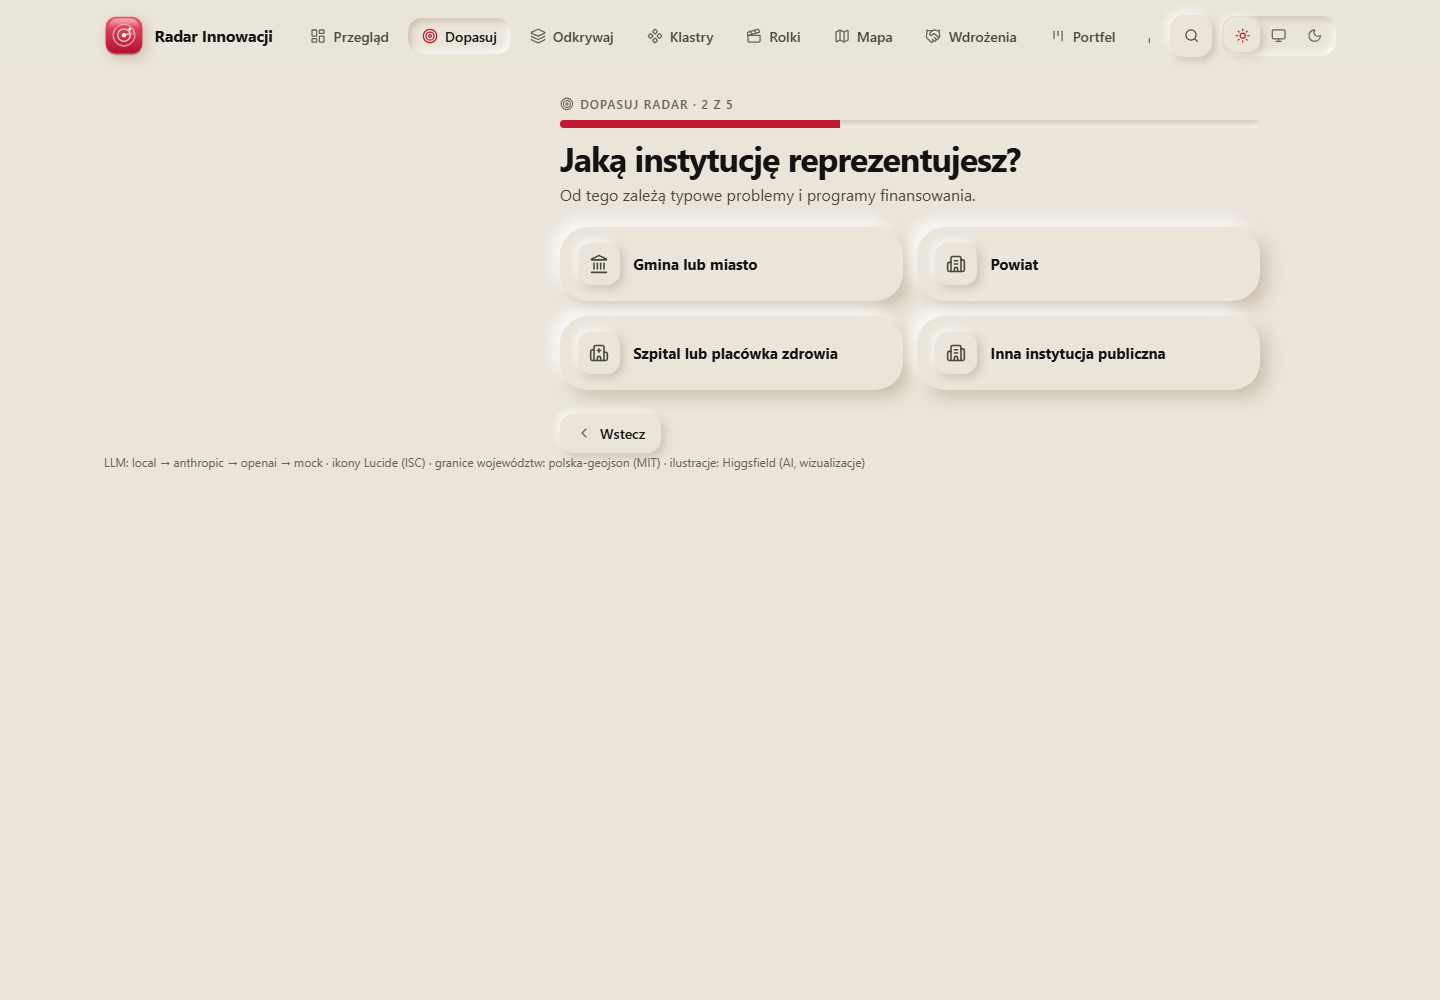 Radar Innowacji
Przegląd
Dopasuj
Odkrywaj
Klastry
Rolki
Mapa
Wdrożenia
Portfel
DOPASUJ RADAR · 2 Z 5
Jaką instytucję reprezentujesz?
Od tego zależą typowe problemy i programy finansowania.
Gmina lub miasto
Powiat
Szpital lub placówka zdrowia
Inna instytucja publiczna
Wstecz
LLM: local → anthropic → openai → mock · ikony Lucide (ISC) · granice województw: polska-geojson (MIT) · ilustracje: Higgsfield (AI, wizualizacje)